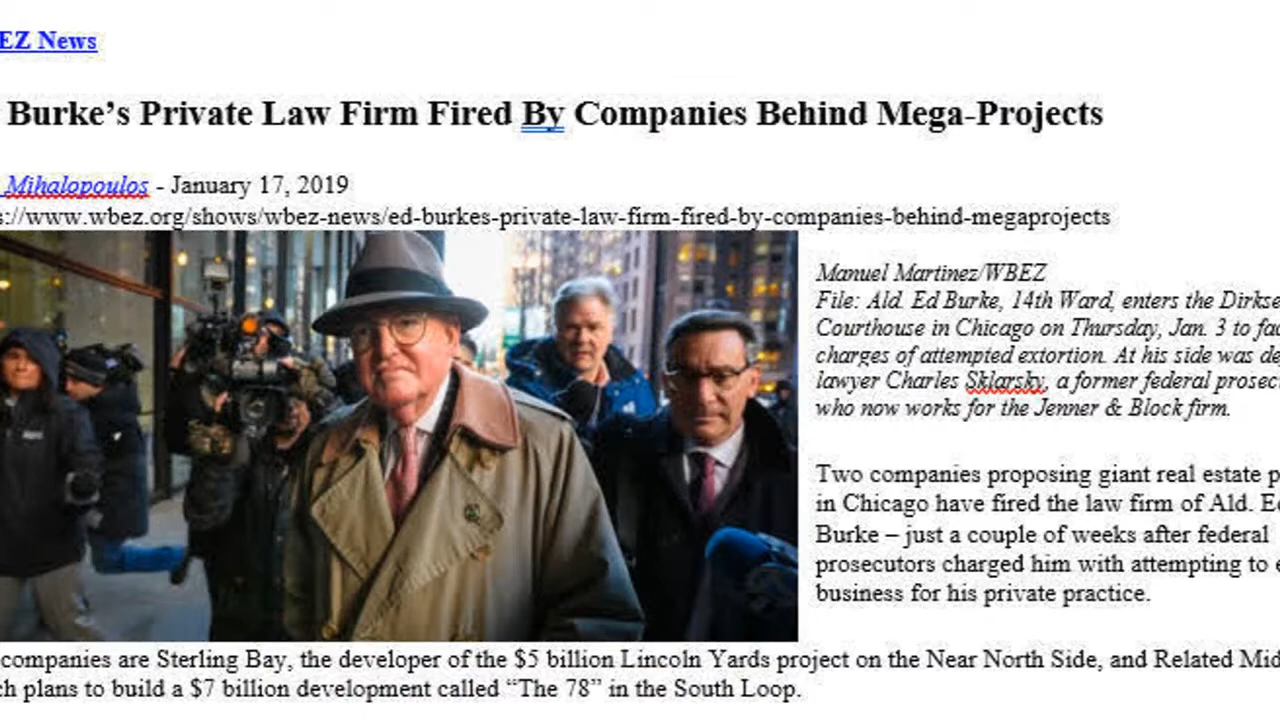 EZ News
Burke’s Private Law Firm Fired By Companies Behind Mega-Projects
Mihalopoulos - January 17, 2019
s://www.wbez.org/shows/wbez-news/ed-burkes-private-law-firm-fired-by-companies-behind-megaprojects
Manuel Martinez/WBEZ
File: Ald. Ed Burke, 14th Ward, enters the Dirkse
Courthouse in Chicago on Thursday, Jan. 3 to fac
charges of attempted extortion. At his side was de
lawyer Charles Sklarsky, a former federal prosec
who now works for the Jenner & Block firm.
Two companies proposing giant real estate p
in Chicago have fired the law firm of Ald. Ed
Burke – just a couple of weeks after federal
prosecutors charged him with attempting to e
business for his private practice.
companies are Sterling Bay, the developer of the $5 billion Lincoln Yards project on the Near North Side, and Related Mid
ch plans to build a $7 billion development called “The 78” in the South Loop.